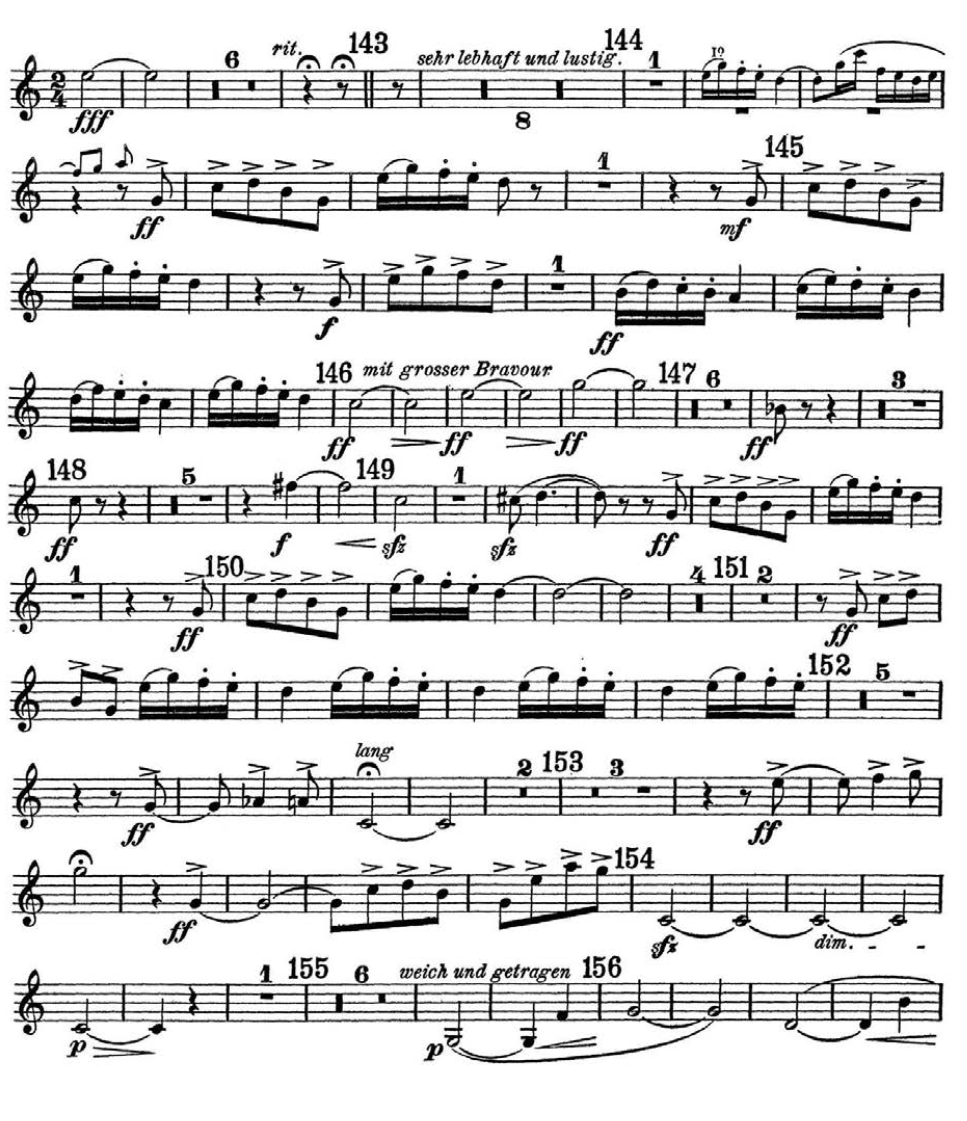 6 rit. 143 sehr lebhaft und lustig. 144 1 1º
2 4 fff 8
1 145
ff mf
1
f ff
146 mit grosser Bravour 147 6 3
ff ff ff ff
148 5 149 1
ff f sfz sfz ff
1 150 4 151 2
ff ff
152 5
lang 2 153 3
ff ff
154
ff sfz dim.
1 155 6 weich und getragen 156
p p